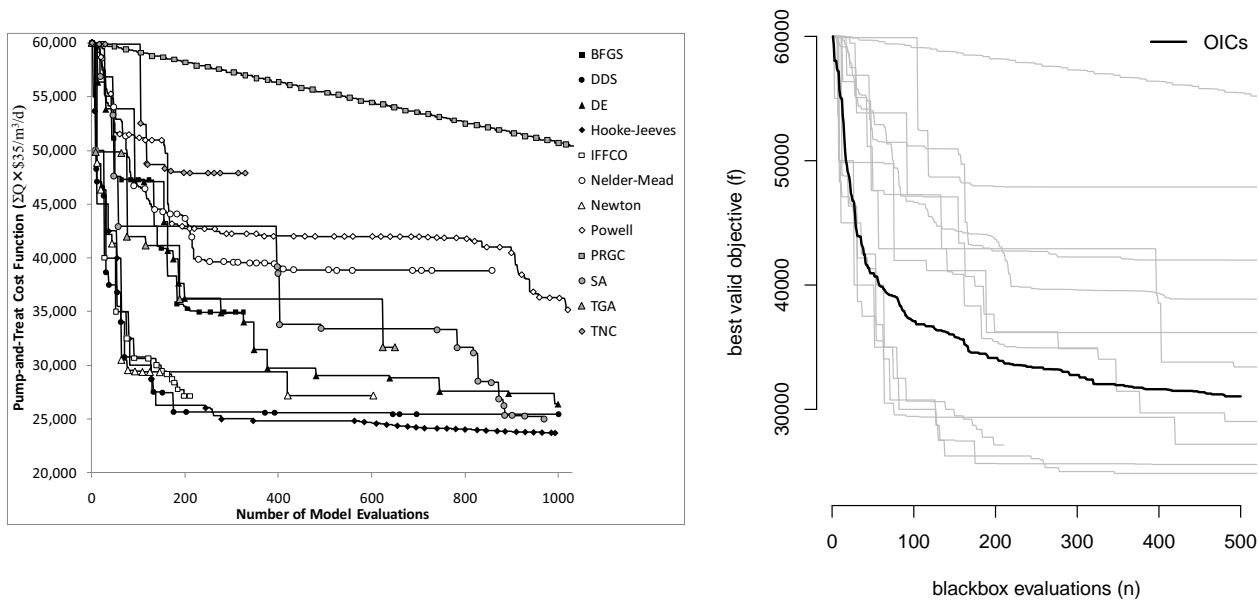 60,000
55,000
50,000
45,000
40,000
35,000
30,000
25,000
20,000
Pump-and-Treat Cost Function (ΣQ×$35/m³/d)
0
200
400
600
800
1000
Number of Model Evaluations
BFGS
DDS
DE
Hooke-Jeeves
IFFCO
Nelder-Mead
Newton
Powell
PRGC
SA
TGA
TNC
60000
50000
40000
30000
best valid objective (f)
OICs
0
100
200
300
400
500
blackbox evaluations (n)